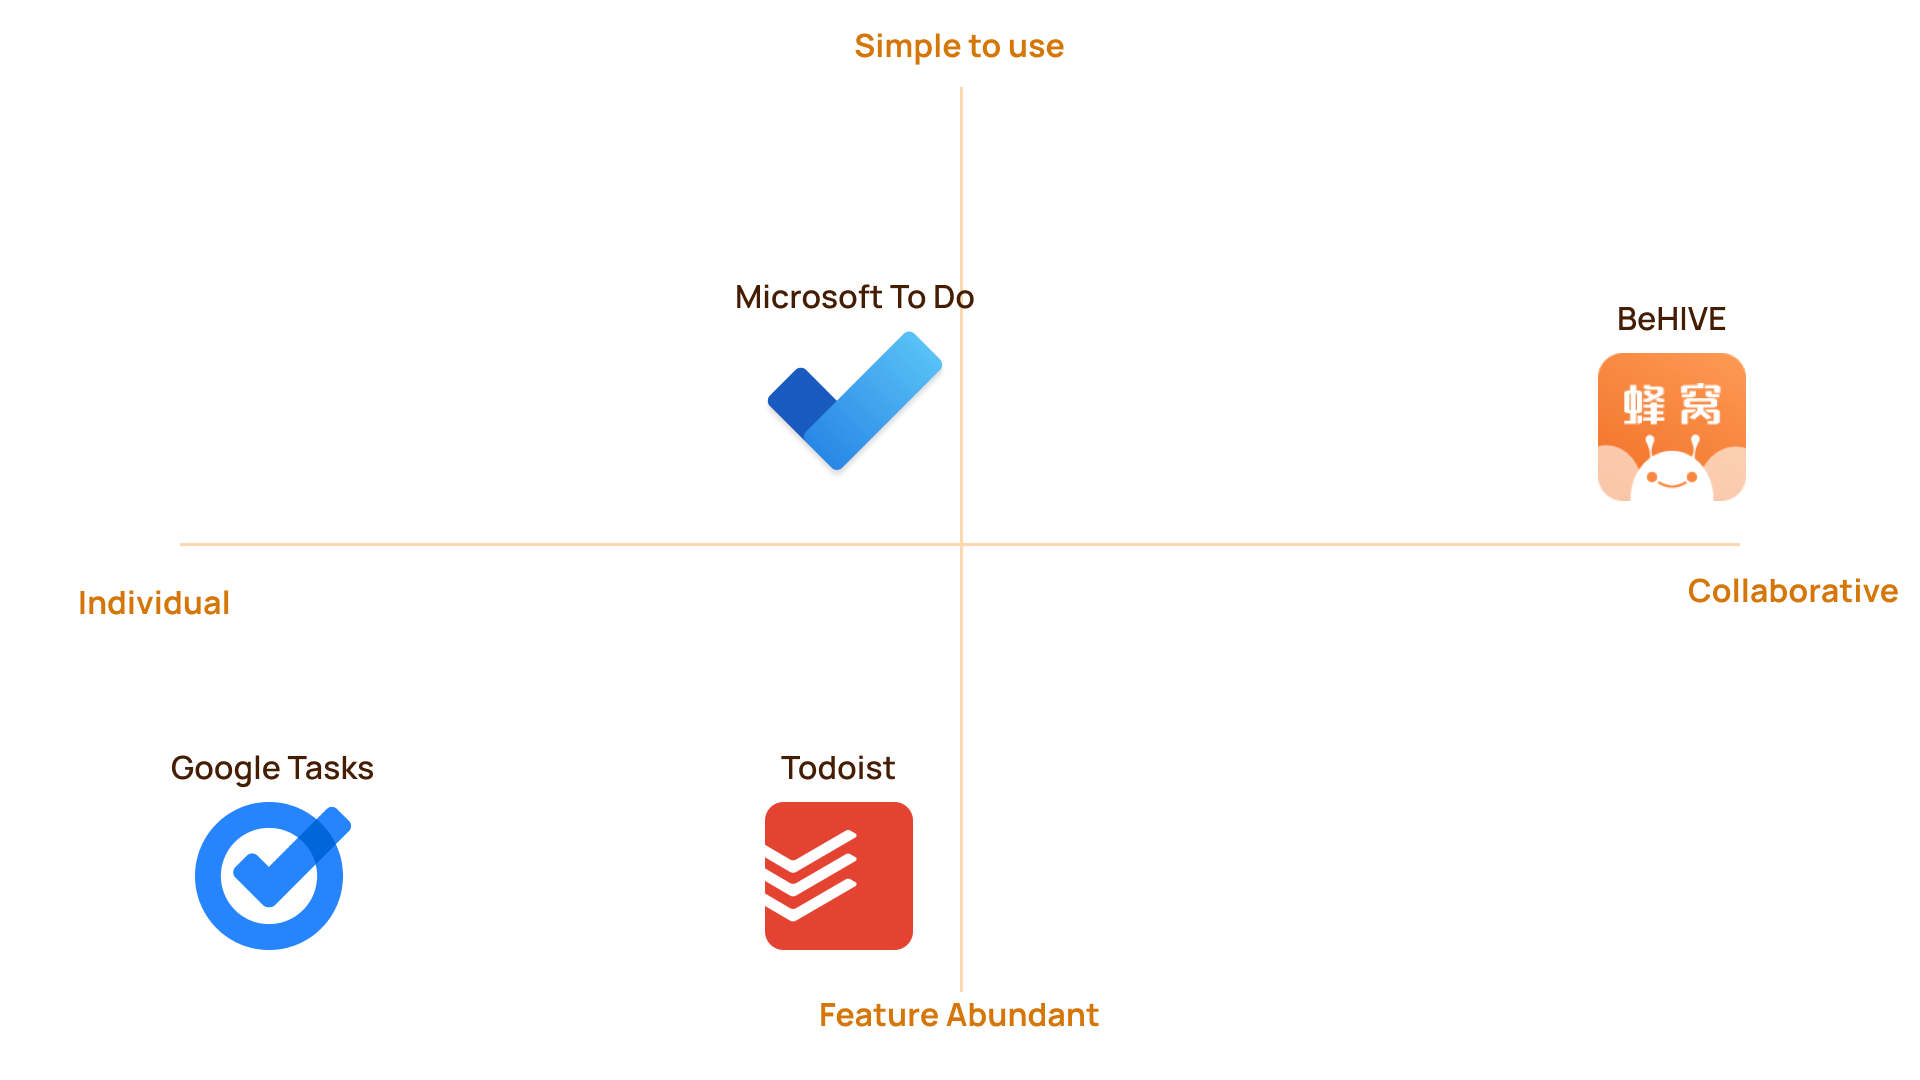 Simple to use
Microsoft To Do
BeHIVE
蜂窝
Individual
Collaborative
Google Tasks
Todoist
Feature Abundant